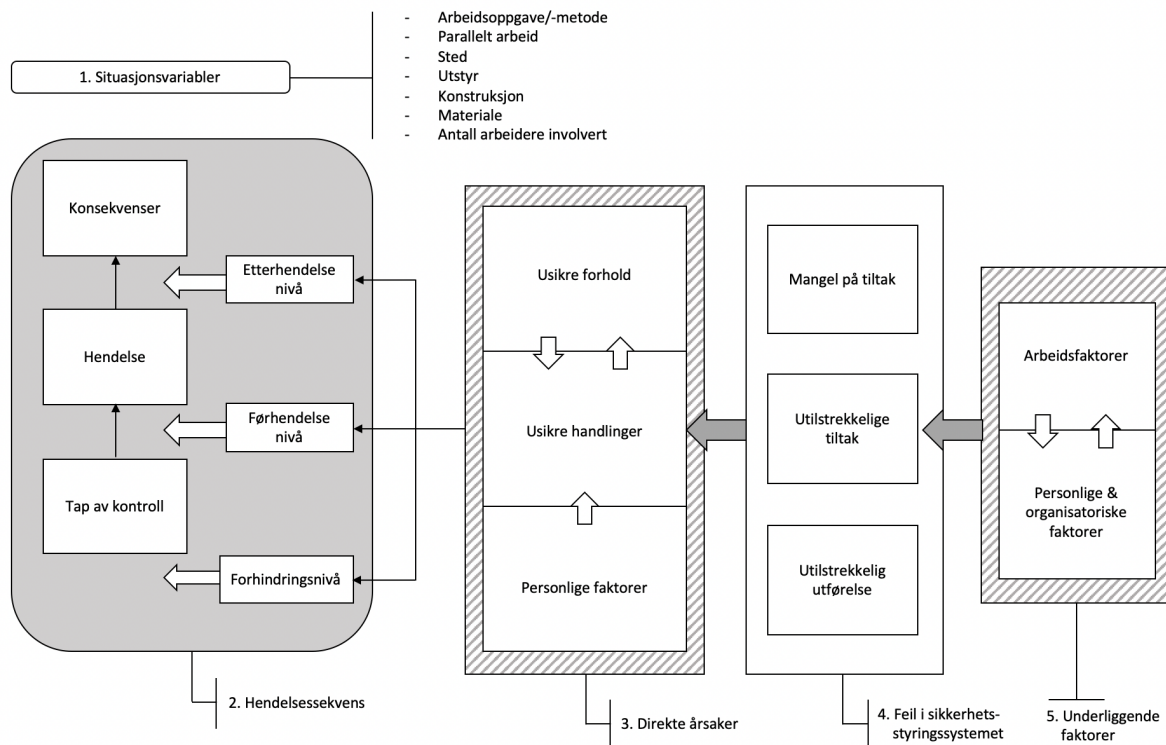 - Arbeidsoppgave/-metode
- Parallelt arbeid
- Sted
- Utstyr
- Konstruksjon
- Materiale
- Antall arbeidere involvert
1. Situasjonsvariabler
Konsekvenser
Etterhendelse
nivå
Hendelse
Førhendelse
nivå
Tap av kontroll
Forhindringsnivå
2. Hendelsessekvens
Usikre forhold
Usikre handlinger
Personlige faktorer
3. Direkte årsaker
Mangel på tiltak
Utilstrekkelige
tiltak
Utilstrekkelig
utførelse
4. Feil i sikkerhets-
styringssystemet
Arbeidsfaktorer
Personlige &
organisatoriske
faktorer
5. Underliggende
faktorer